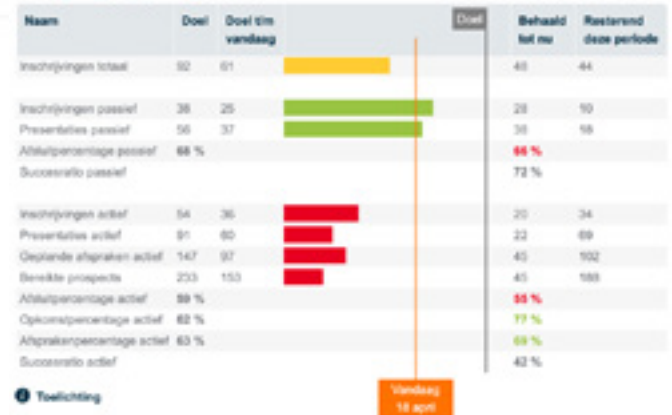 Naam Doel Doel t/m vandaag Doel Behaald tot nu Resterend deze periode
Inschrijvingen totaal 92 61 48 44
Inschrijvingen passief 38 25 28 10
Presentaties passief 56 37 38 18
Afsluitpercentage passief 68 % 66 %
Succesratio passief 72 %
Inschrijvingen actief 54 36 20 34
Presentaties actief 91 60 22 69
Geplande afspraken actief 147 97 45 102
Bereikte prospects 233 153 45 188
Afsluitpercentage actief 59 % 55 %
Opkomstpercentage actief 62 % 77 %
Afsprakenpercentage actief 63 % 69 %
Succesratio actief 42 %
Toelichting
Vandaag
April